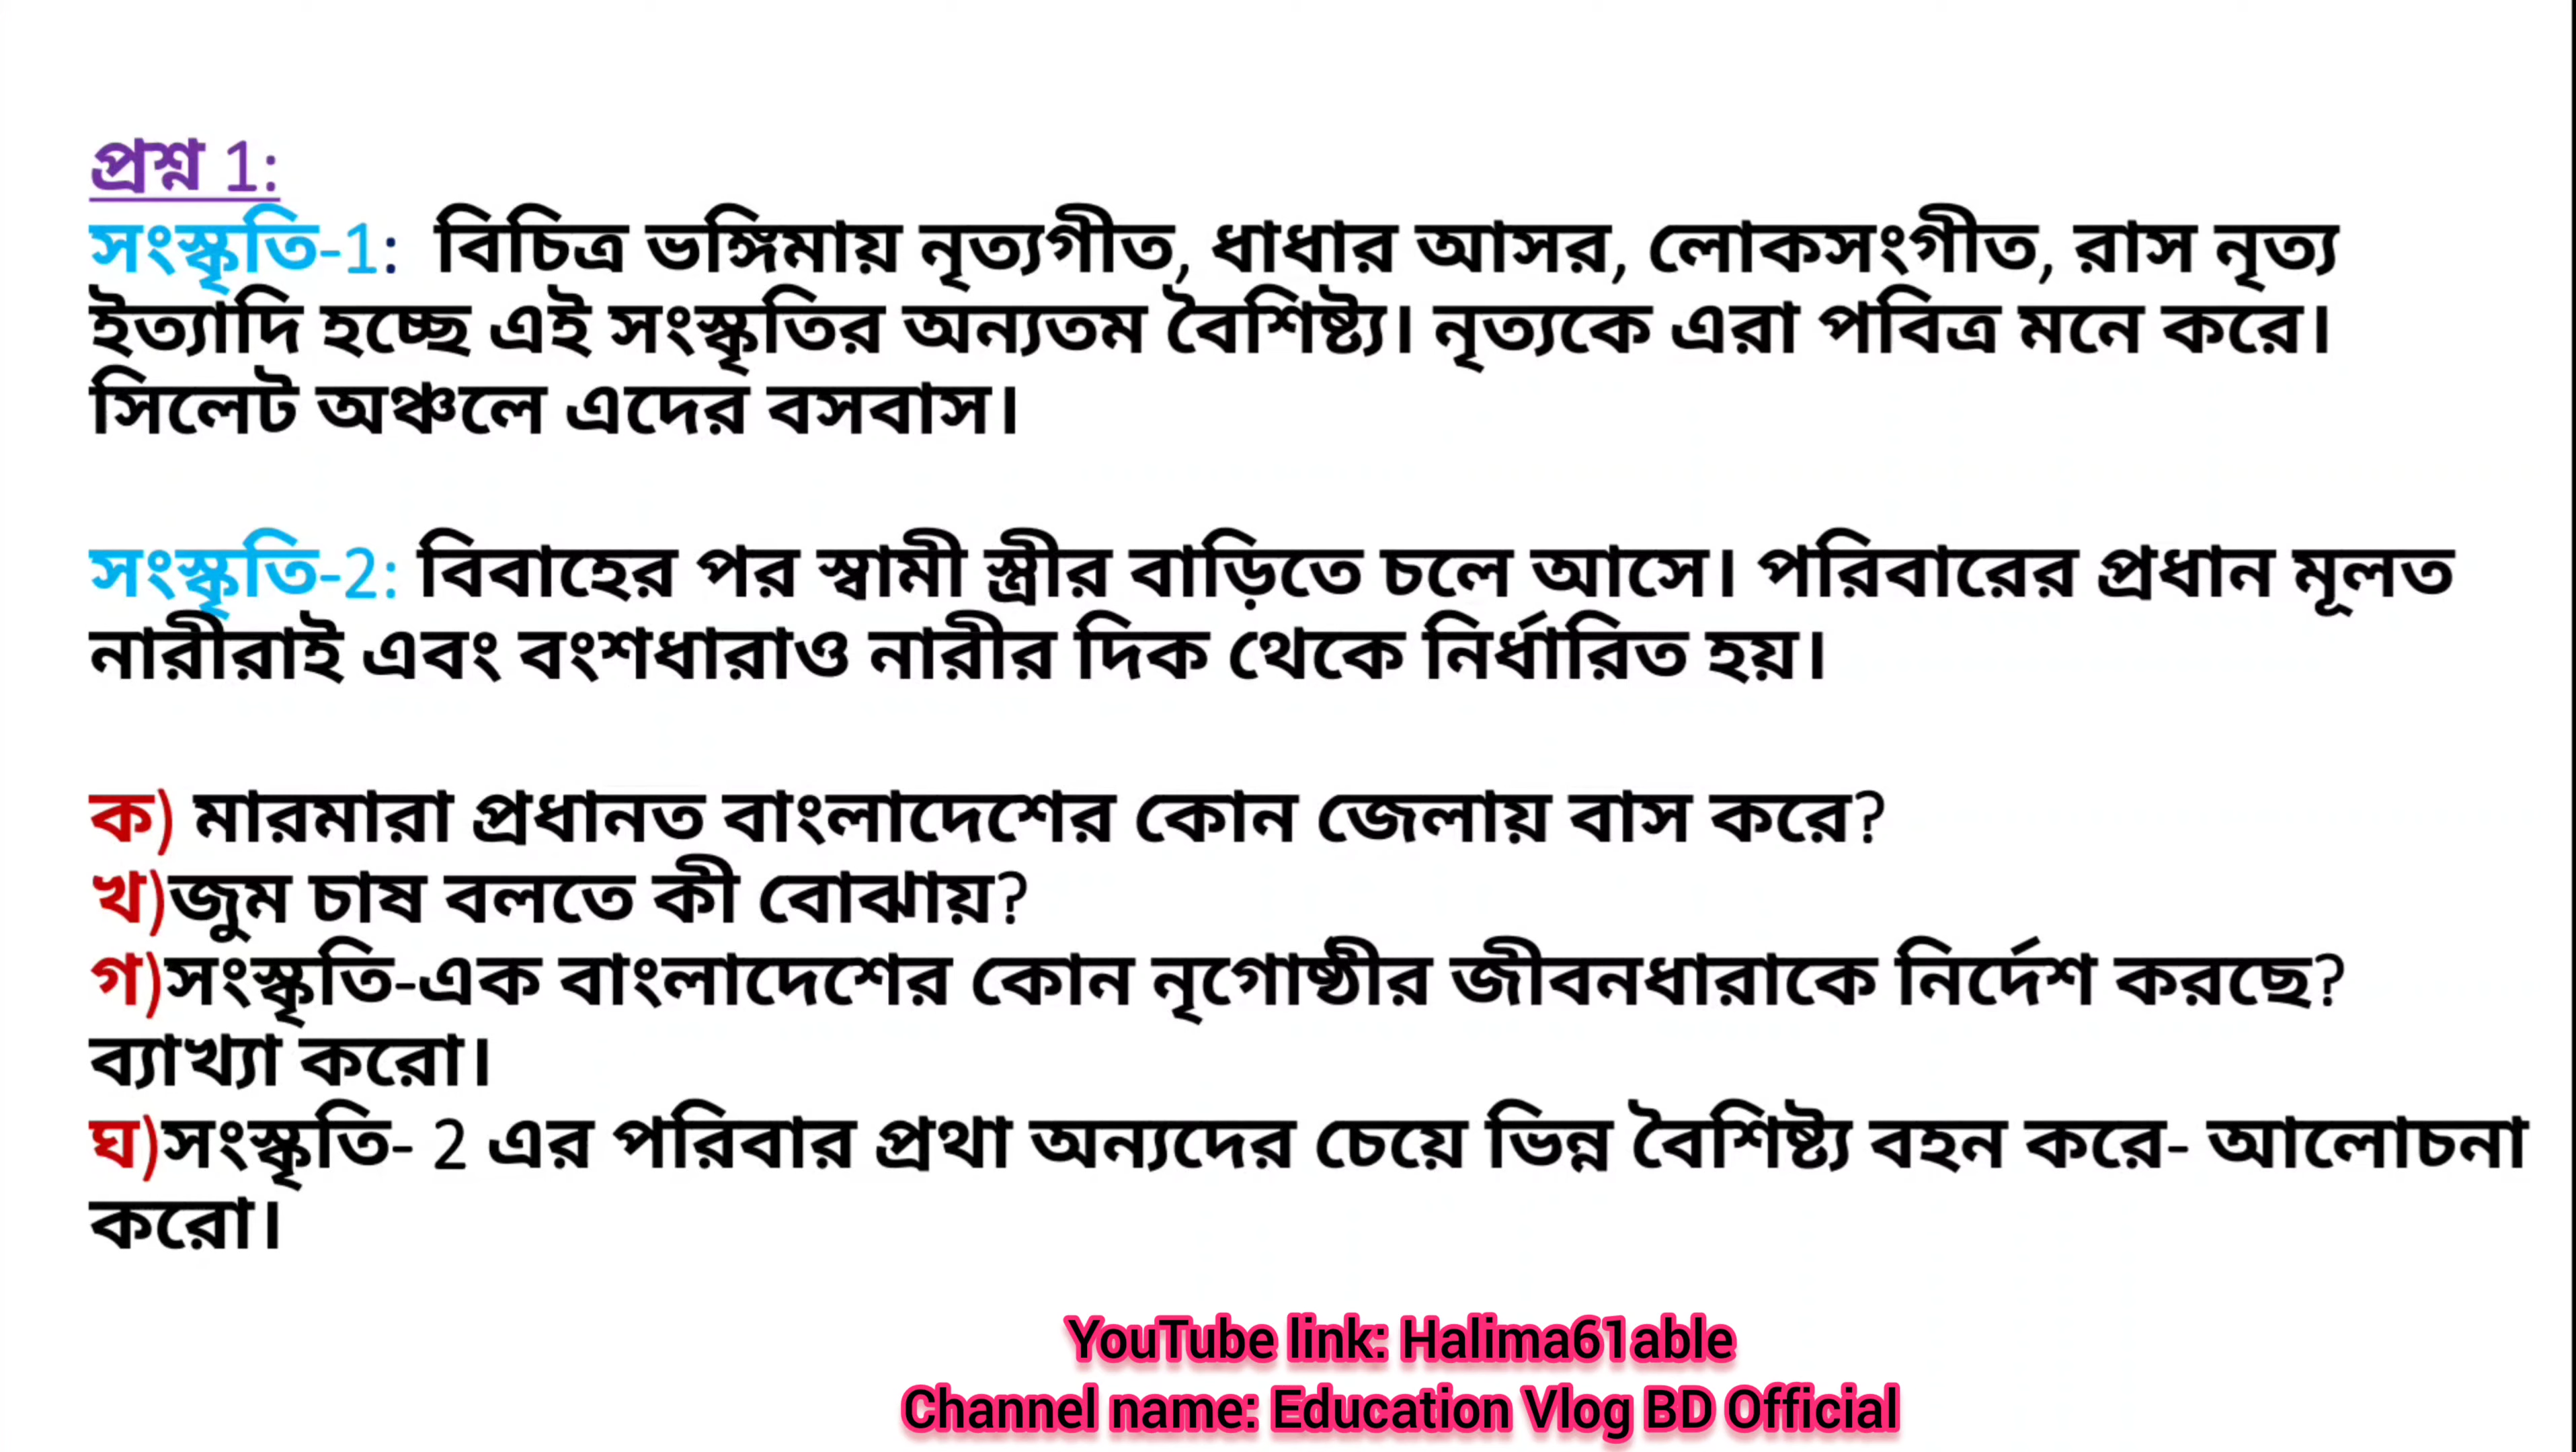 প্রশ্ন 1:
সংস্কৃতি-1: বিচিত্র ভঙ্গিমায় নৃত্যগীত, ধাধার আসর, লোকসংগীত, রাস নৃত্য
ইত্যাদি হচ্ছে এই সংস্কৃতির অন্যতম বৈশিষ্ট্য। নৃত্যকে এরা পবিত্র মনে করে।
সিলেট অঞ্চলে এদের বসবাস।
সংস্কৃতি-2: বিবাহের পর স্বামী স্ত্রীর বাড়িতে চলে আসে। পরিবারের প্রধান মূলত
নারীরাই এবং বংশধারাও নারীর দিক থেকে নির্ধারিত হয়।
ক) মারমারা প্রধানত বাংলাদেশের কোন জেলায় বাস করে?
খ)জুম চাষ বলতে কী বোঝায়?
গ)সংস্কৃতি-এক বাংলাদেশের কোন নৃগোষ্ঠীর জীবনধারাকে নির্দেশ করছে?
ব্যাখ্যা করো।
ঘ)সংস্কৃতি- 2 এর পরিবার প্রথা অন্যদের চেয়ে ভিন্ন বৈশিষ্ট্য বহন করে- আলোচনা
করো।
YouTube link: Halima61able
Channel name: Education Vlog BD Official